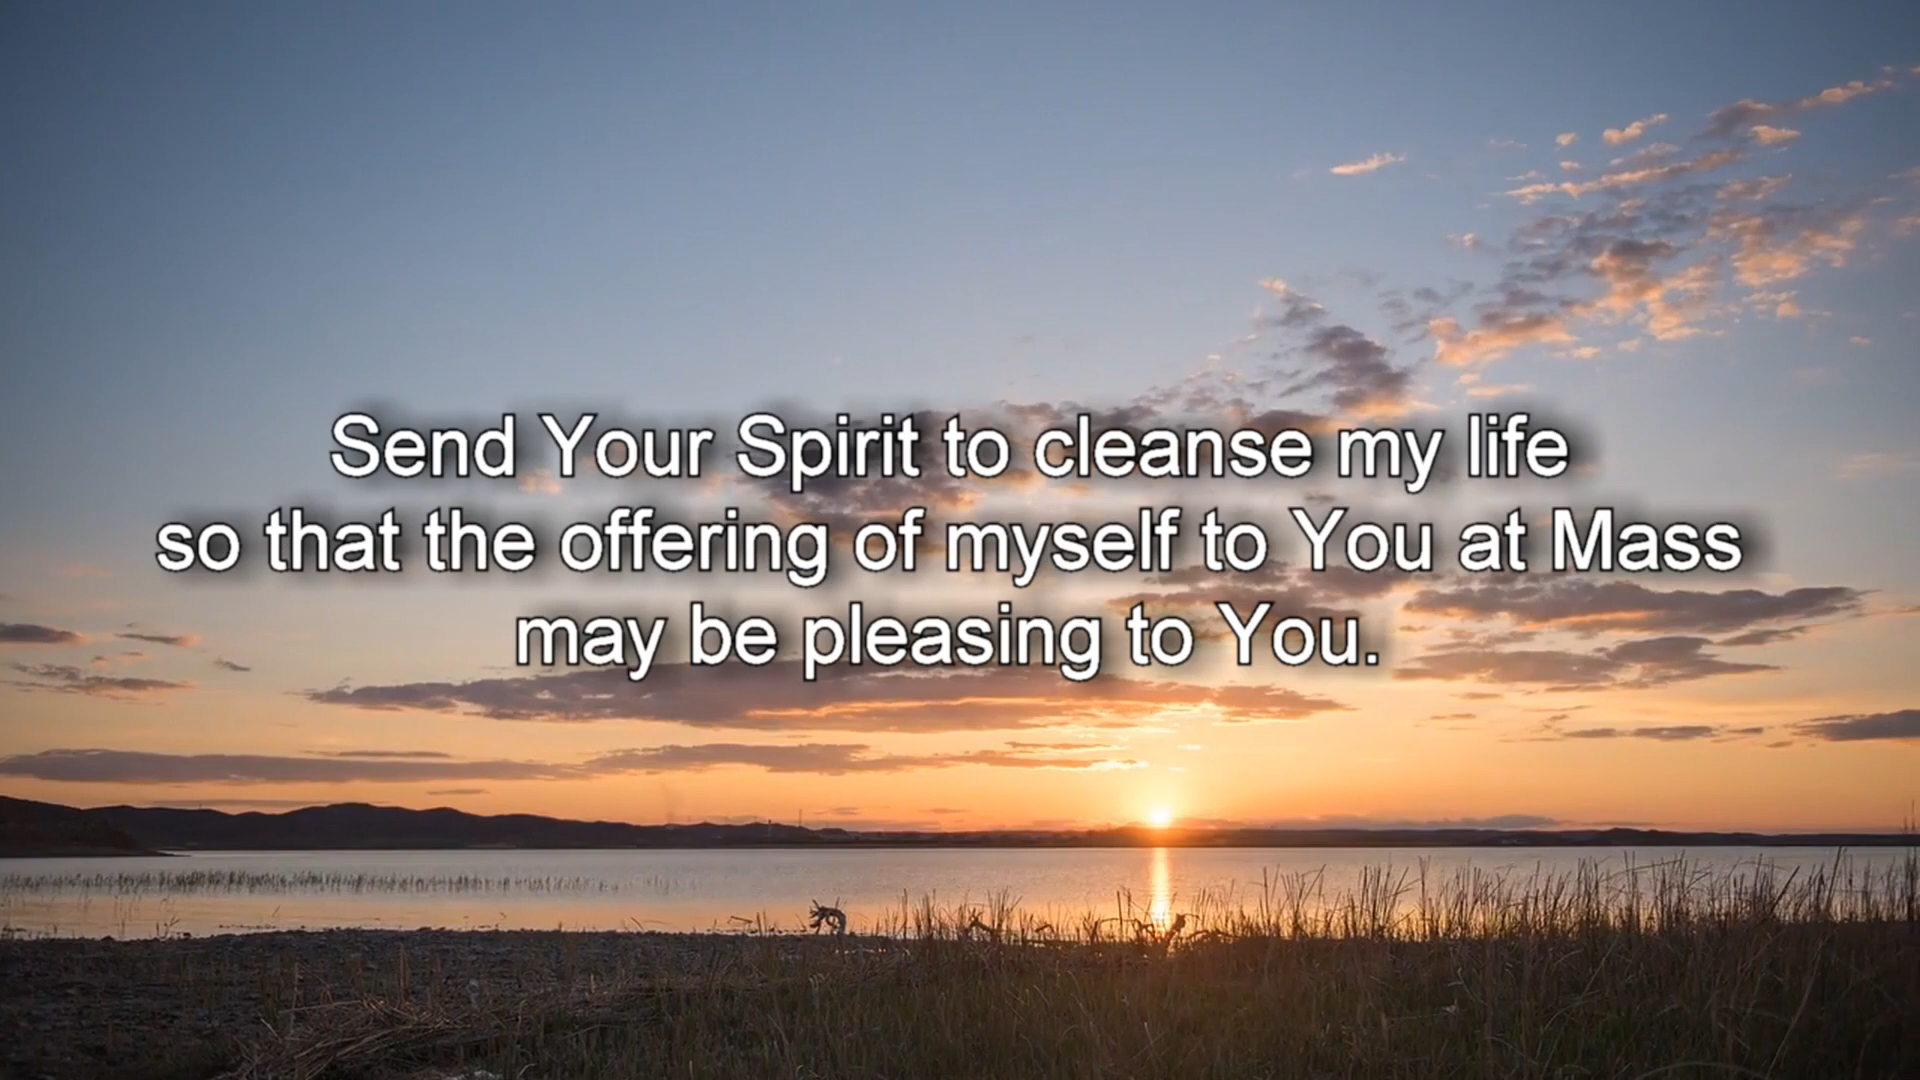 Send Your Spirit to cleanse my life
so that the offering of myself to You at Mass
may be pleasing to You.